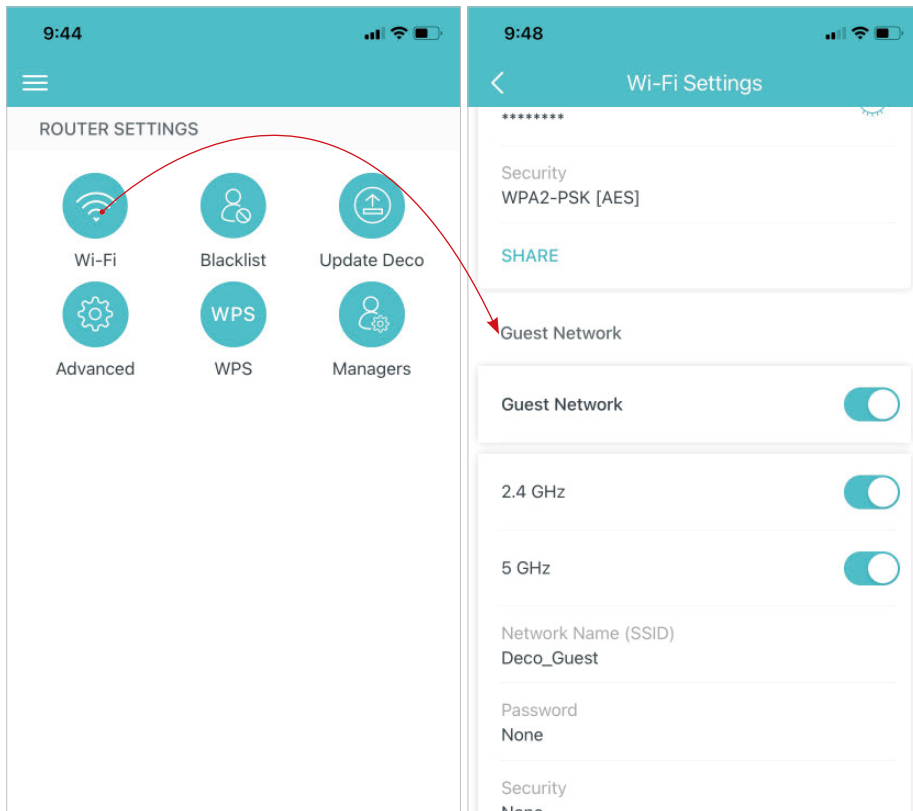 9:44
ROUTER SETTINGS
Wi-Fi Blacklist Update Deco
WPS
Advanced WPS Managers
9:48
Wi-Fi Settings
********
Security
WPA2-PSK [AES]
SHARE
Guest Network
Guest Network
2.4 GHz
5 GHz
Network Name (SSID)
Deco_Guest
Password
None
Security
None